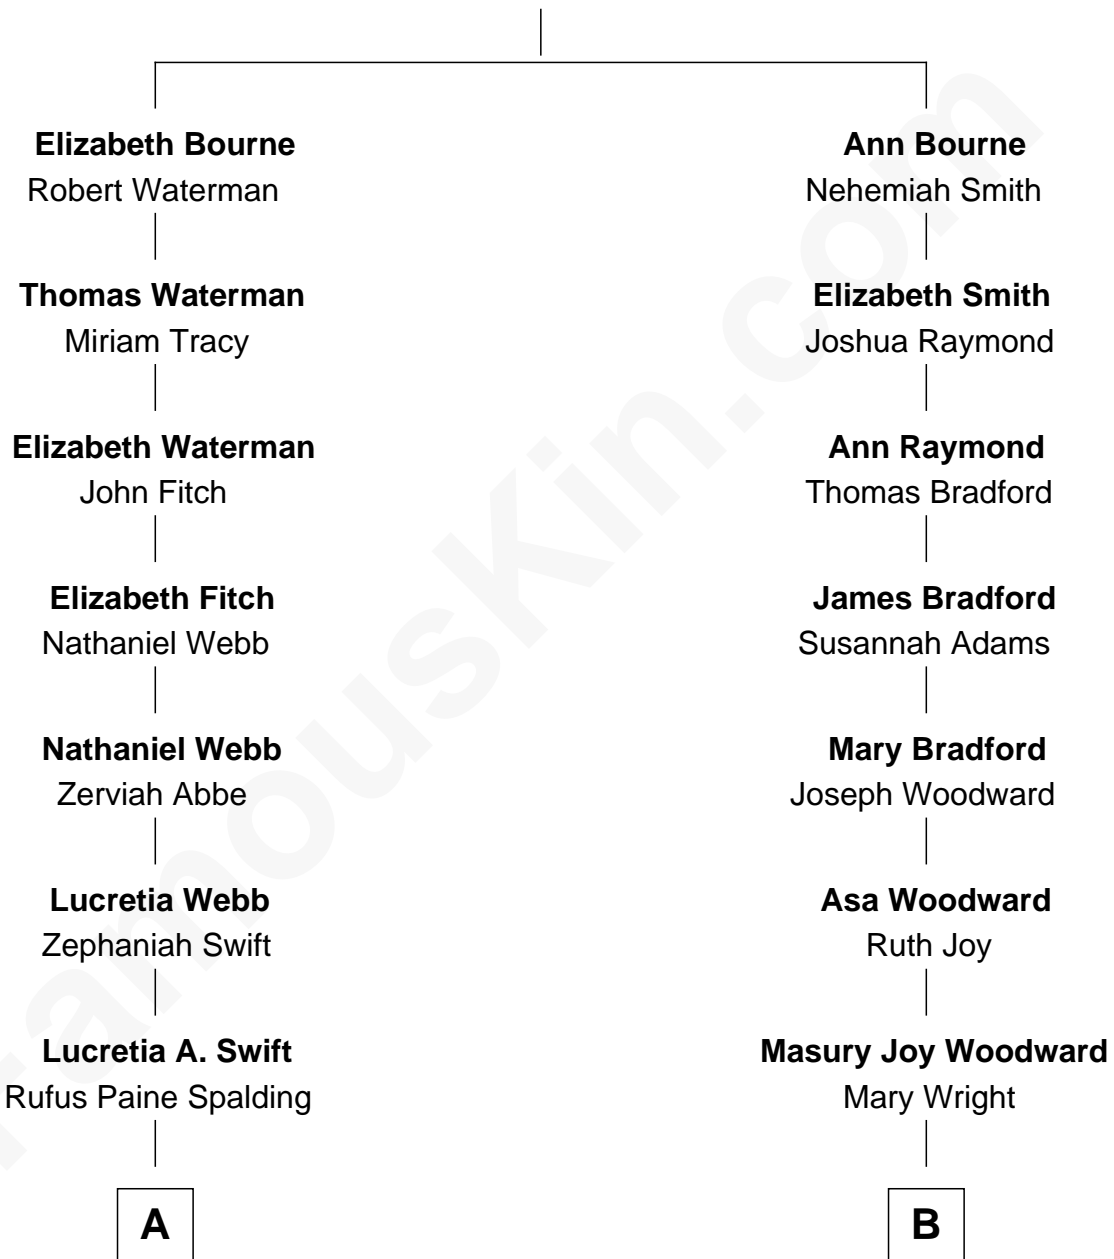 Elizabeth Bourne
Robert Waterman
Ann Bourne
Nehemiah Smith
Thomas Waterman
Miriam Tracy
Elizabeth Smith
Joshua Raymond
Elizabeth Waterman
John Fitch
Ann Raymond
Thomas Bradford
Elizabeth Fitch
Nathaniel Webb
James Bradford
Susannah Adams
Nathaniel Webb
Zerviah Abbe
Mary Bradford
Joseph Woodward
Lucretia Webb
Zephaniah Swift
Asa Woodward
Ruth Joy
Lucretia A. Swift
Rufus Paine Spalding
Masury Joy Woodward
Mary Wright
A
B
FamousKin.com